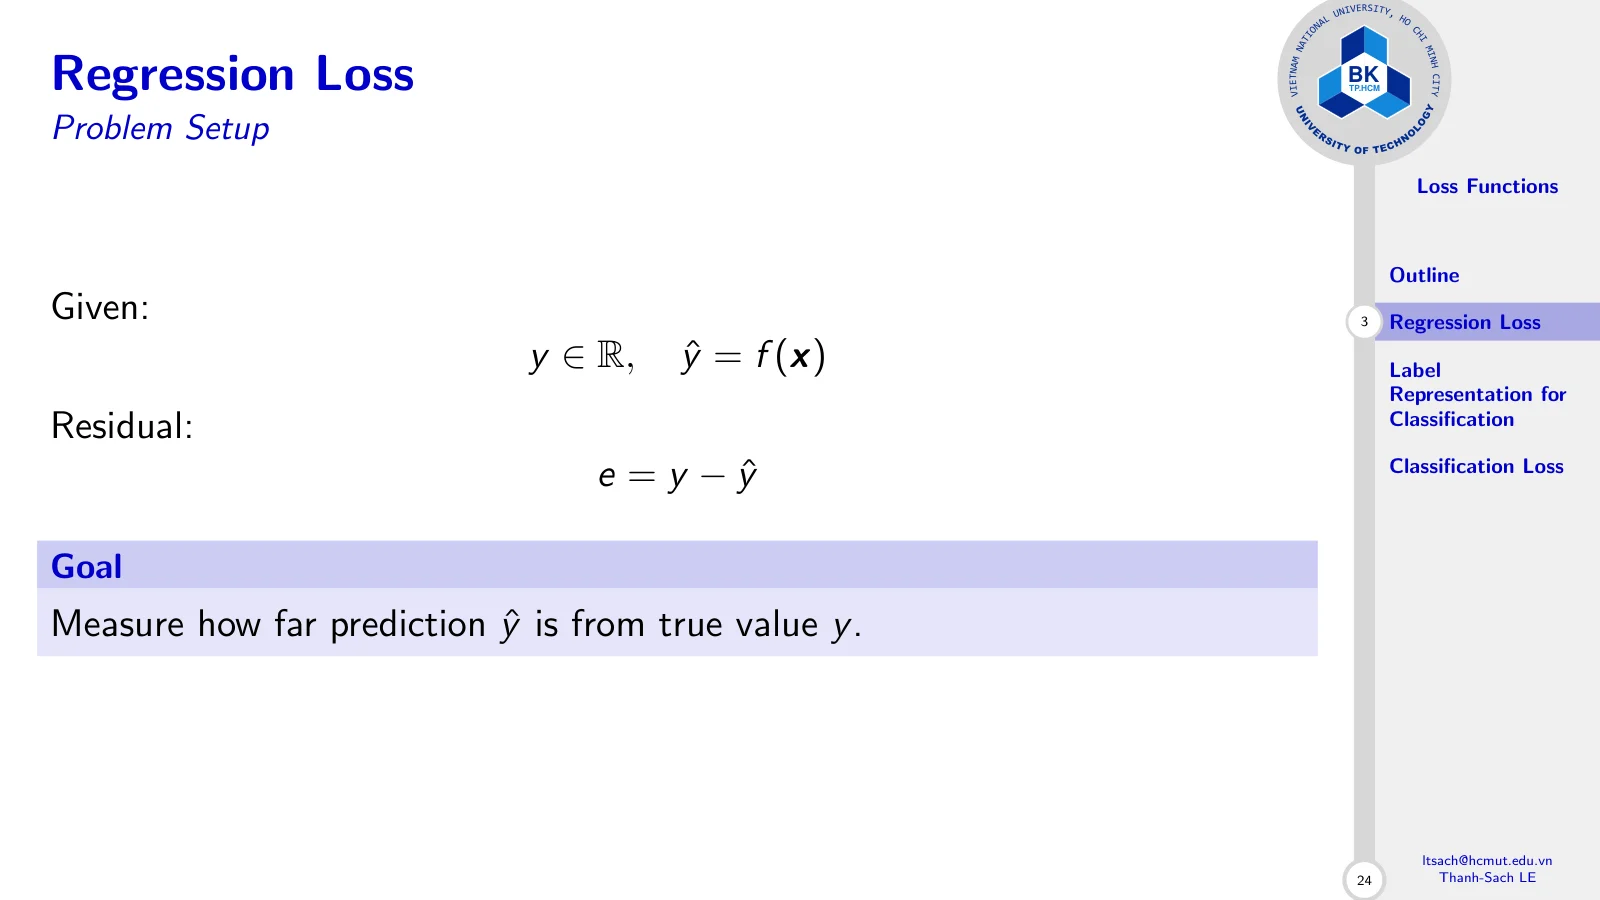 Regression Loss
Problem Setup
Given:
y ∈ ℝ, ŷ = f(x)
Residual:
e = y − ŷ
Goal
Measure how far prediction ŷ is from true value y.
VIETNAM NATIONAL UNIVERSITY, HO CHI MINH CITY
BK
TP.HCM
UNIVERSITY OF TECHNOLOGY
Loss Functions
Outline
3 Regression Loss
Label
Representation for
Classification
Classification Loss
ltsach@hcmut.edu.vn
Thanh-Sach LE
24